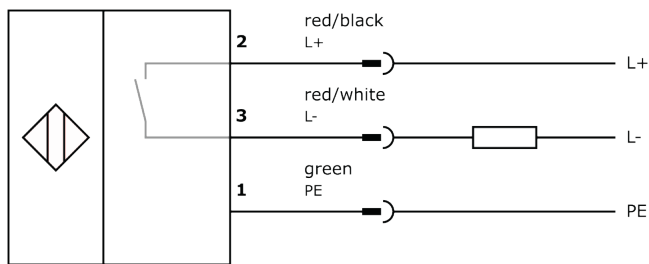 red/black
2 L+ L+
red/white
3 L- L-
green
1 PE PE